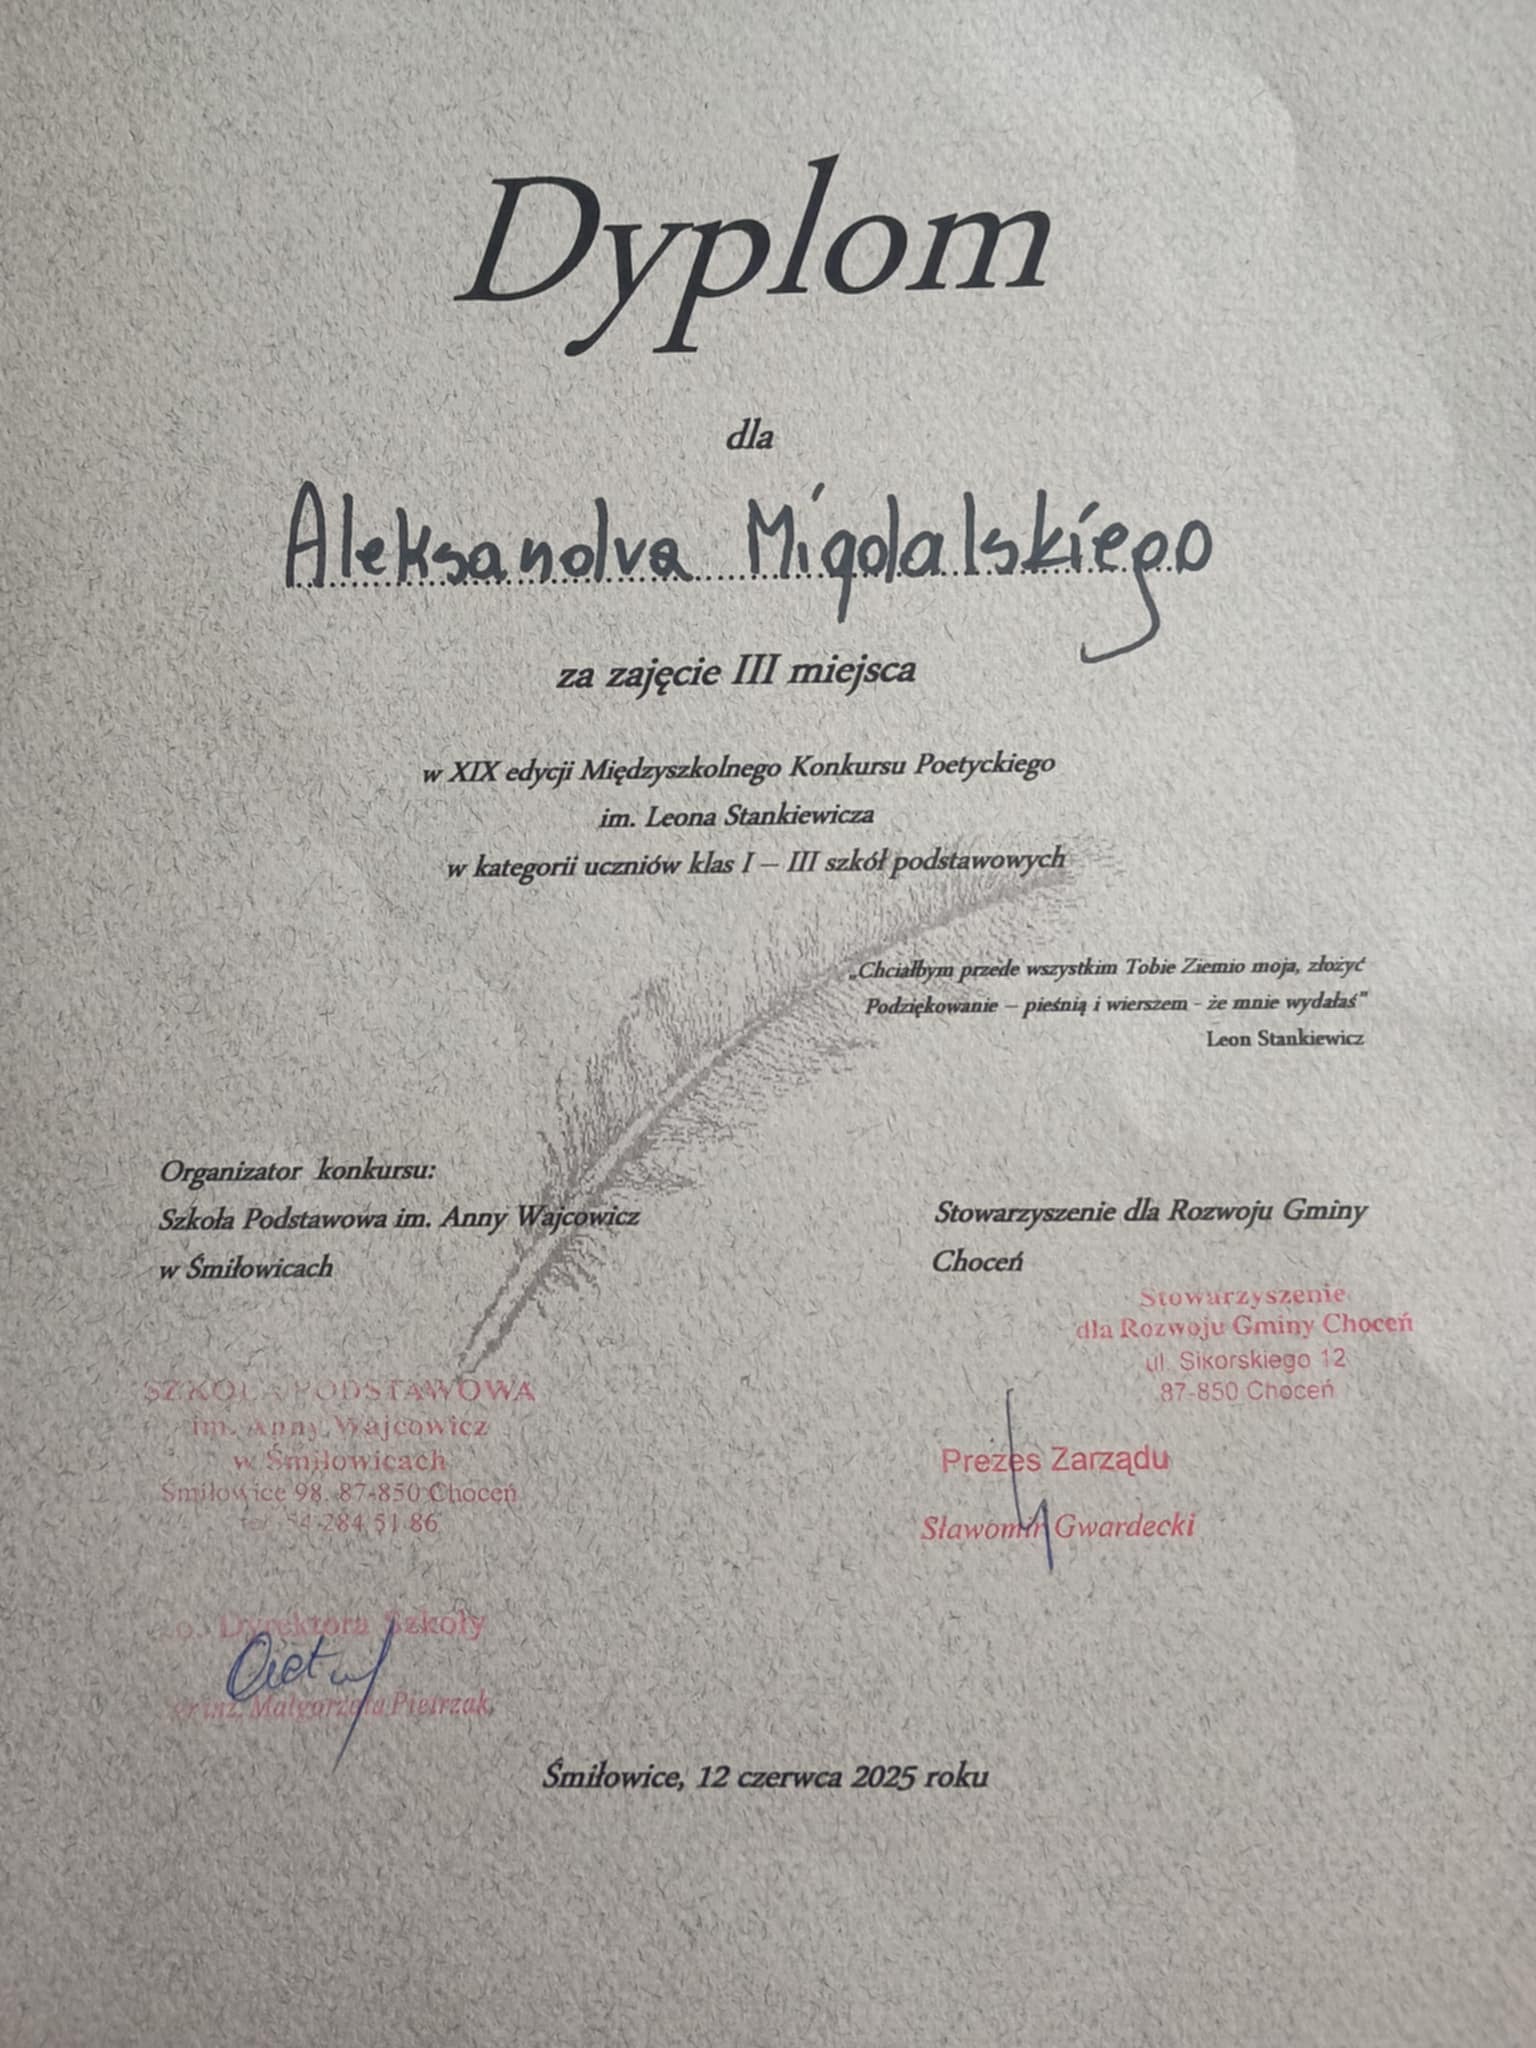 Dyplom
dla
Aleksandra Migdalskiego
za zajęcie III miejsca
w XIX edycji Międzyszkolnego Konkursu Poetyckiego
im. Leona Stankiewicza
w kategorii uczniów klas I – III szkół podstawowych
„Chciałbym przede wszystkim Tobie Ziemio moja, złożyć
Podziękowanie – pieśnią i wierszem - że mnie wydałaś”
Leon Stankiewicz
Organizator konkursu:
Szkoła Podstawowa im. Anny Wajcowicz
w Śmiłowicach
Stowarzyszenie dla Rozwoju Gminy
Choceń
Stowarzyszenie
dla Rozwoju Gminy Choceń
ul. Sikorskiego 12
87-850 Choceń
SZKOŁA PODSTAWOWA
im. Anny Wajcowicz
w Śmiłowicach
Śmiłowice 98, 87-850 Choceń
284 51 86
Prezes Zarządu
Sławomir Gwardecki
Dyrektora Szkoły
inż. Małgorzata Pietrzak
Śmiłowice, 12 czerwca 2025 roku